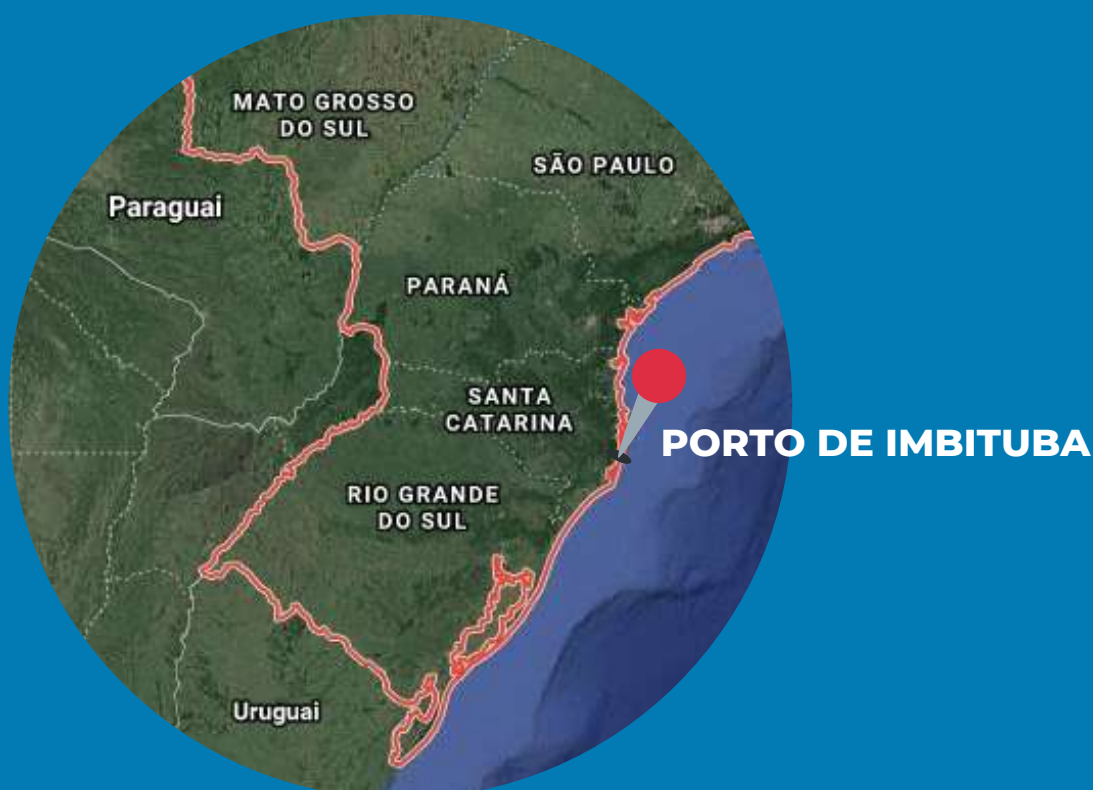 MATO GROSSO
DO SUL
SÃO PAULO
Paraguai
PARANÁ
SANTA
CATARINA
PORTO DE IMBITUBA
RIO GRANDE
DO SUL
Uruguai